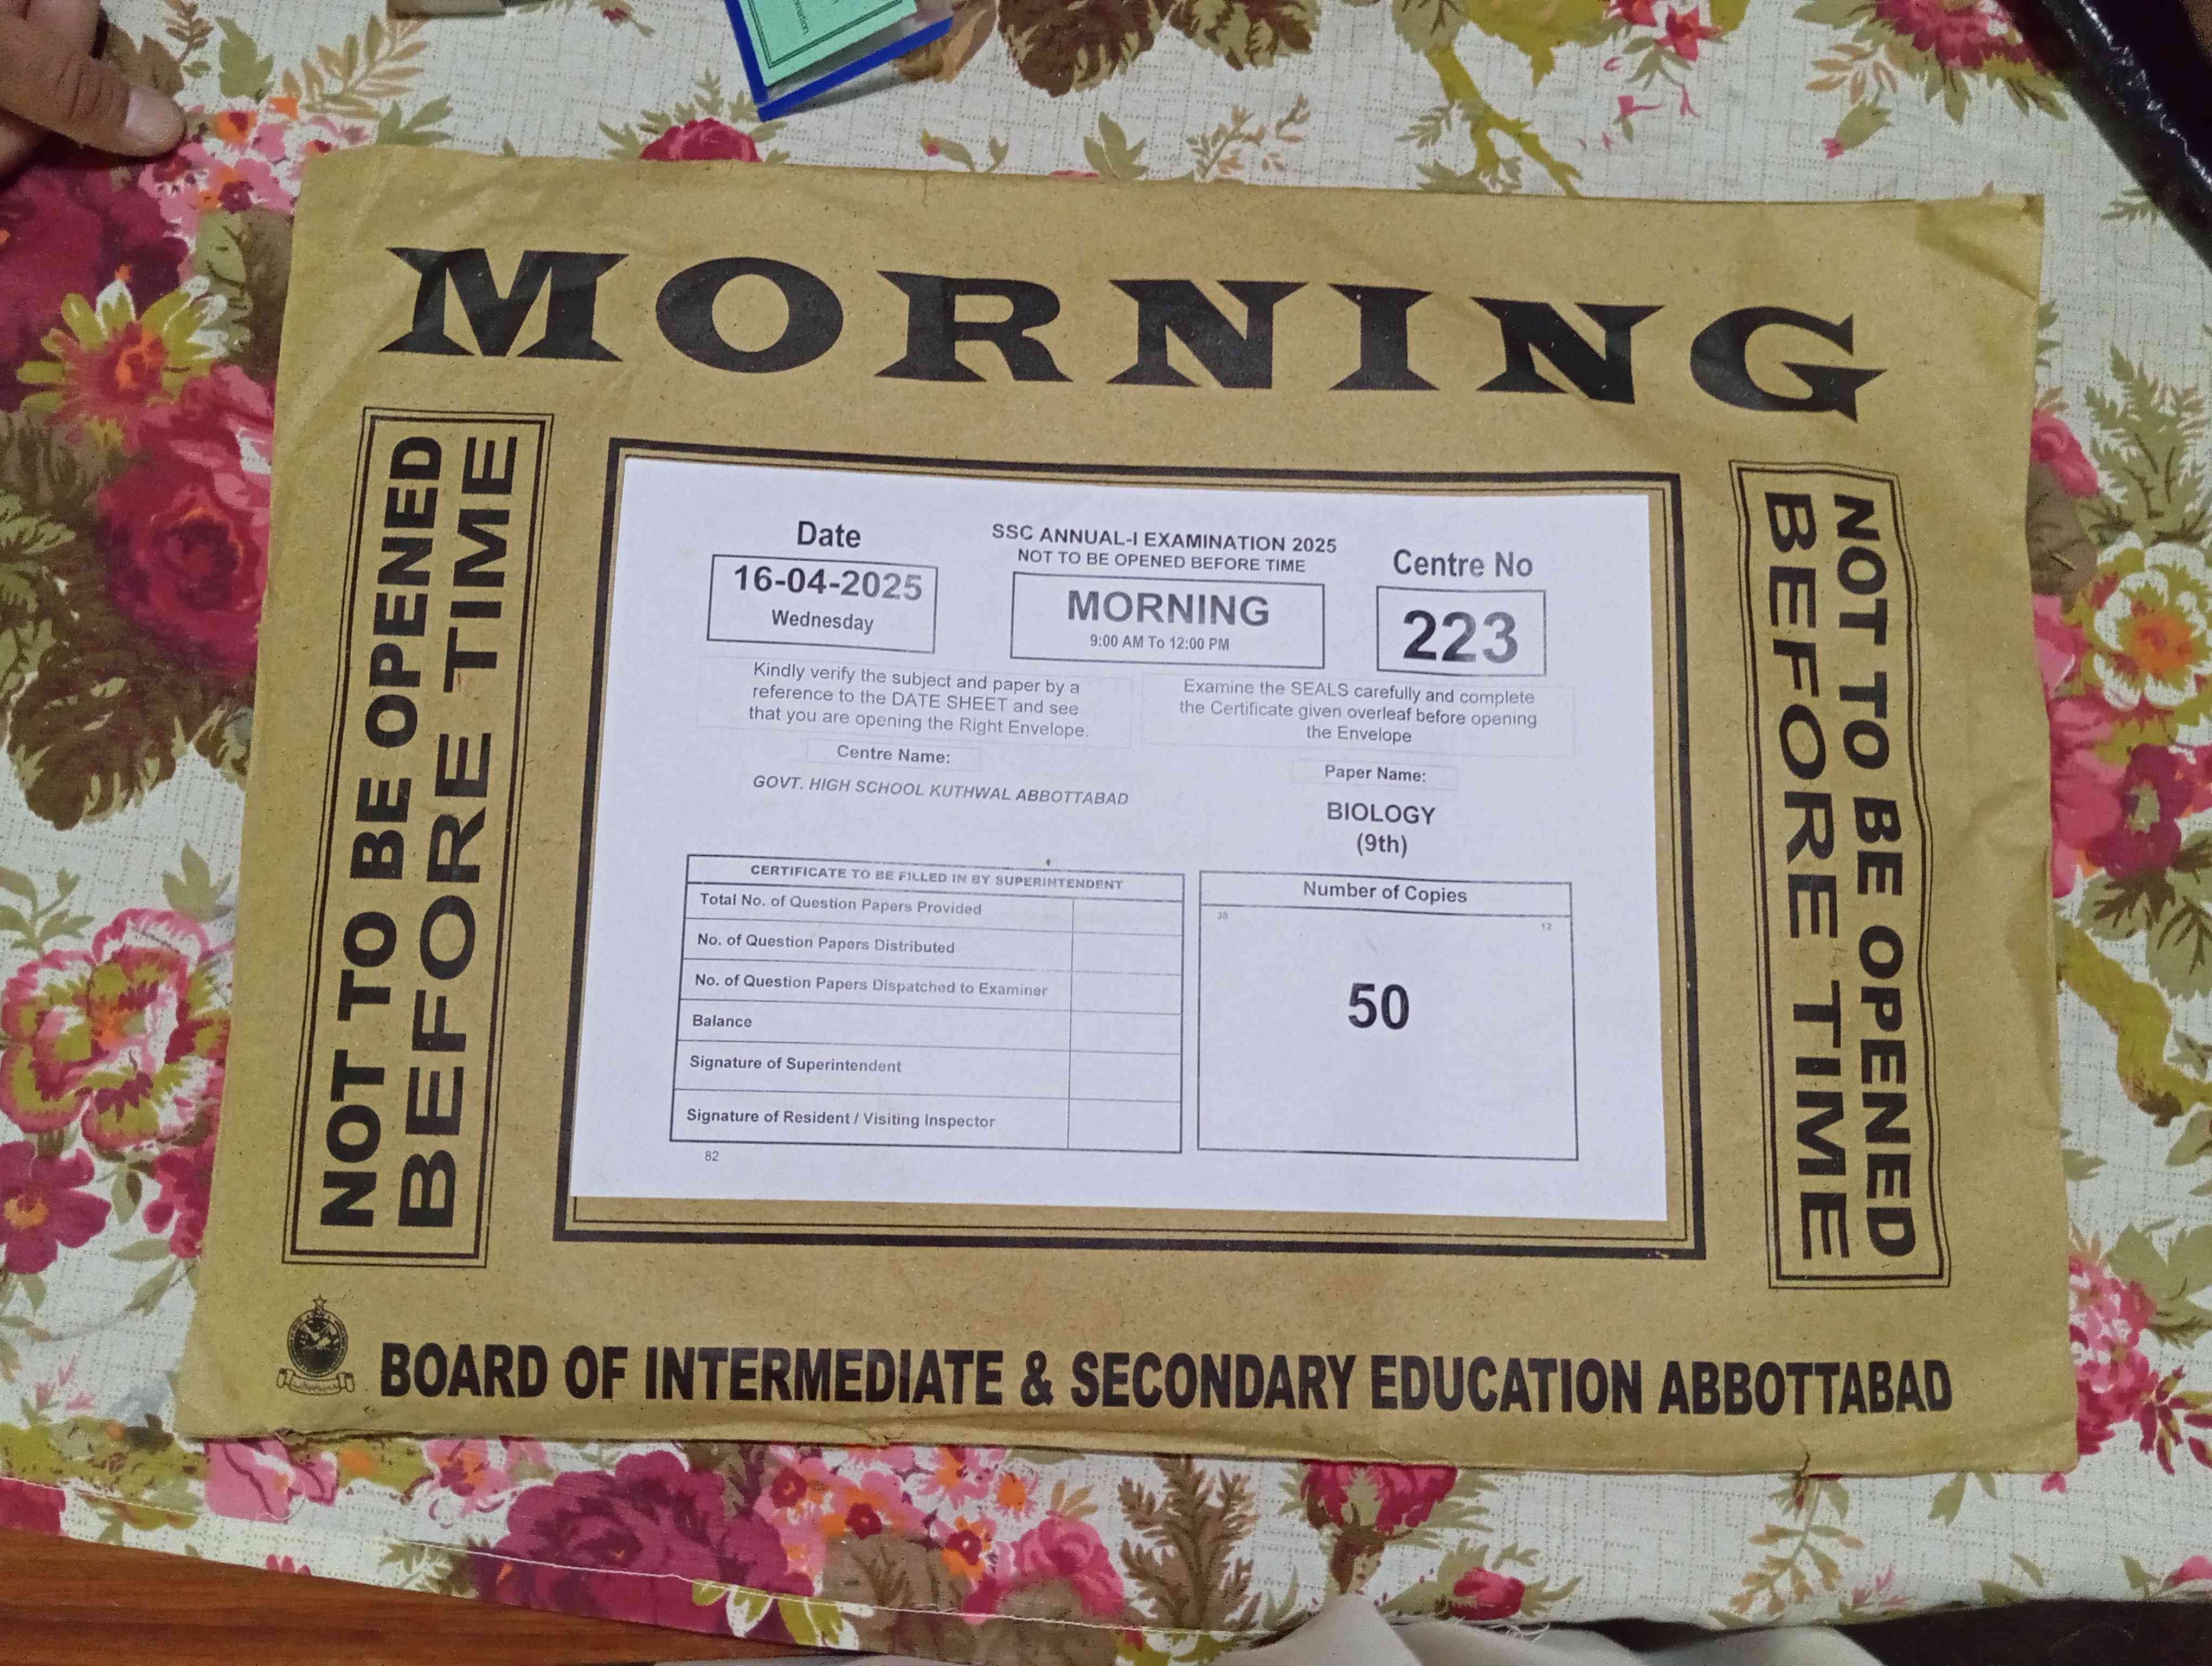 MORNING
NOT TO BE OPENED
BEFORE TIME
Date
16-04-2025
Wednesday
SSC ANNUAL-I EXAMINATION 2025
NOT TO BE OPENED BEFORE TIME
MORNING
9:00 AM To 12:00 PM
Centre No
223
Kindly verify the subject and paper by a
reference to the DATE SHEET and see
that you are opening the Right Envelope.
Examine the SEALS carefully and complete
the Certificate given overleaf before opening
the Envelope
Centre Name:
GOVT. HIGH SCHOOL KUTHWAL ABBOTTABAD
Paper Name:
BIOLOGY
(9th)
CERTIFICATE TO BE FILLED IN BY SUPERINTENDENT
Total No. of Question Papers Provided
No. of Question Papers Distributed
No. of Question Papers Dispatched to Examiner
Balance
Signature of Superintendent
Signature of Resident / Visiting Inspector
82
Number of Copies
38
12
50
NOT TO BE OPENED
BEFORE TIME
BOARD OF INTERMEDIATE & SECONDARY EDUCATION ABBOTTABAD